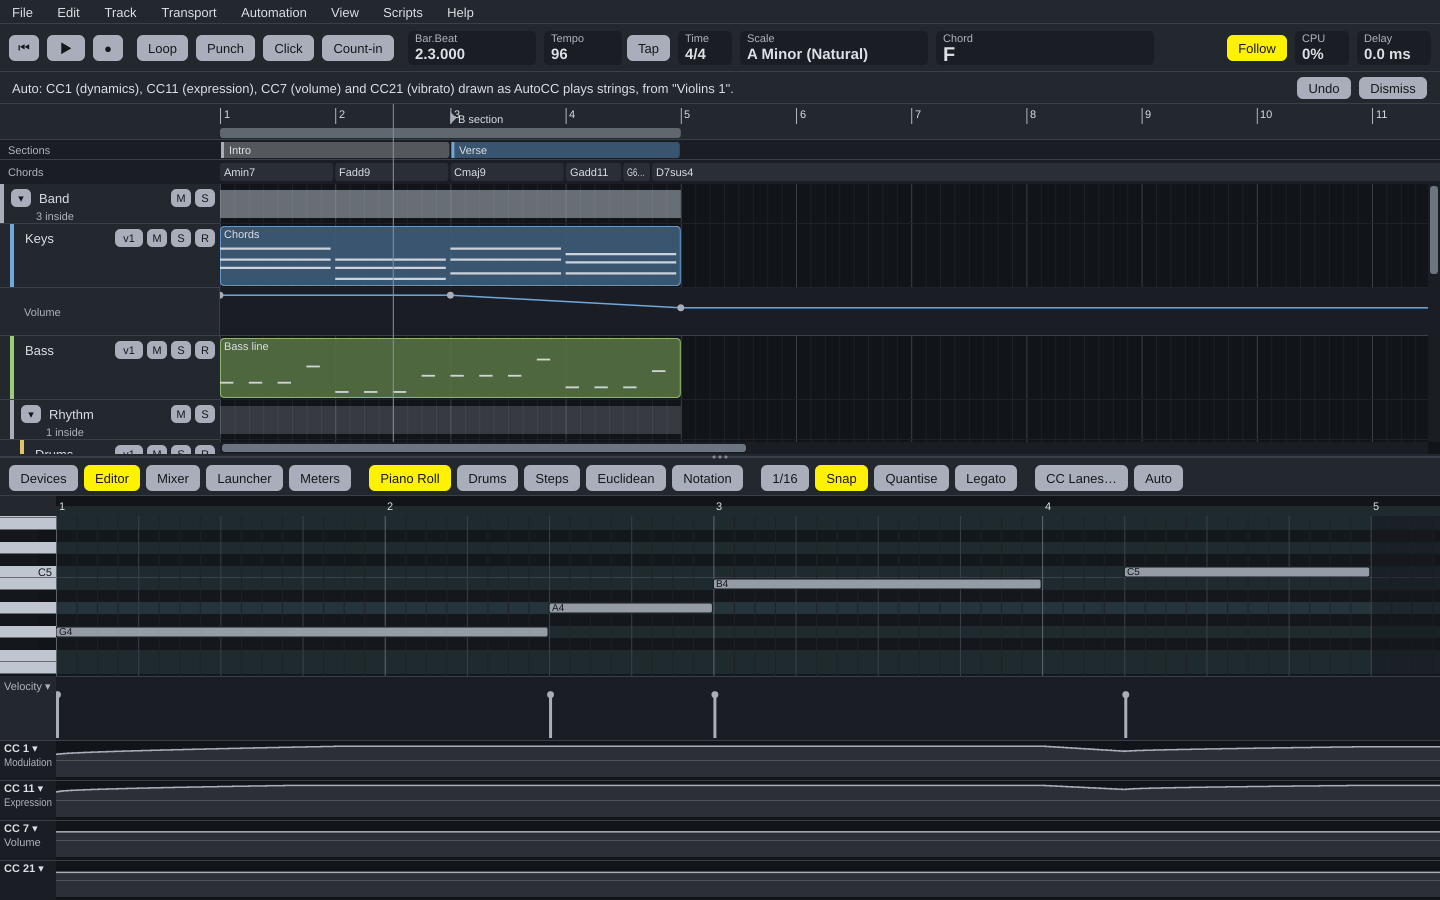 File Edit Track Transport Automation View Scripts Help
Loop Punch Click Count-in Bar.Beat 2.3.000 Tempo 96 Tap Time 4/4 Scale A Minor (Natural) Chord F Follow CPU 0% Delay 0.0 ms
Auto: CC1 (dynamics), CC11 (expression), CC7 (volume) and CC21 (vibrato) drawn as AutoCC plays strings, from "Violins 1". Undo Dismiss
1 2 3 B section 4 5 6 7 8 9 10 11
Sections Intro Verse
Chords Amin7 Fadd9 Cmaj9 Gadd11 G6... D7sus4
Band M S
3 inside
Keys v1 M S R Chords
Volume
Bass v1 M S R Bass line
Rhythm M S
1 inside
Drums v1 M S R
Devices Editor Mixer Launcher Meters Piano Roll Drums Steps Euclidean Notation 1/16 Snap Quantise Legato CC Lanes… Auto
1 2 3 4 5
C5 C5
B4
A4
G4
Velocity ▾
CC 1 ▾
Modulation
CC 11 ▾
Expression
CC 7 ▾
Volume
CC 21 ▾